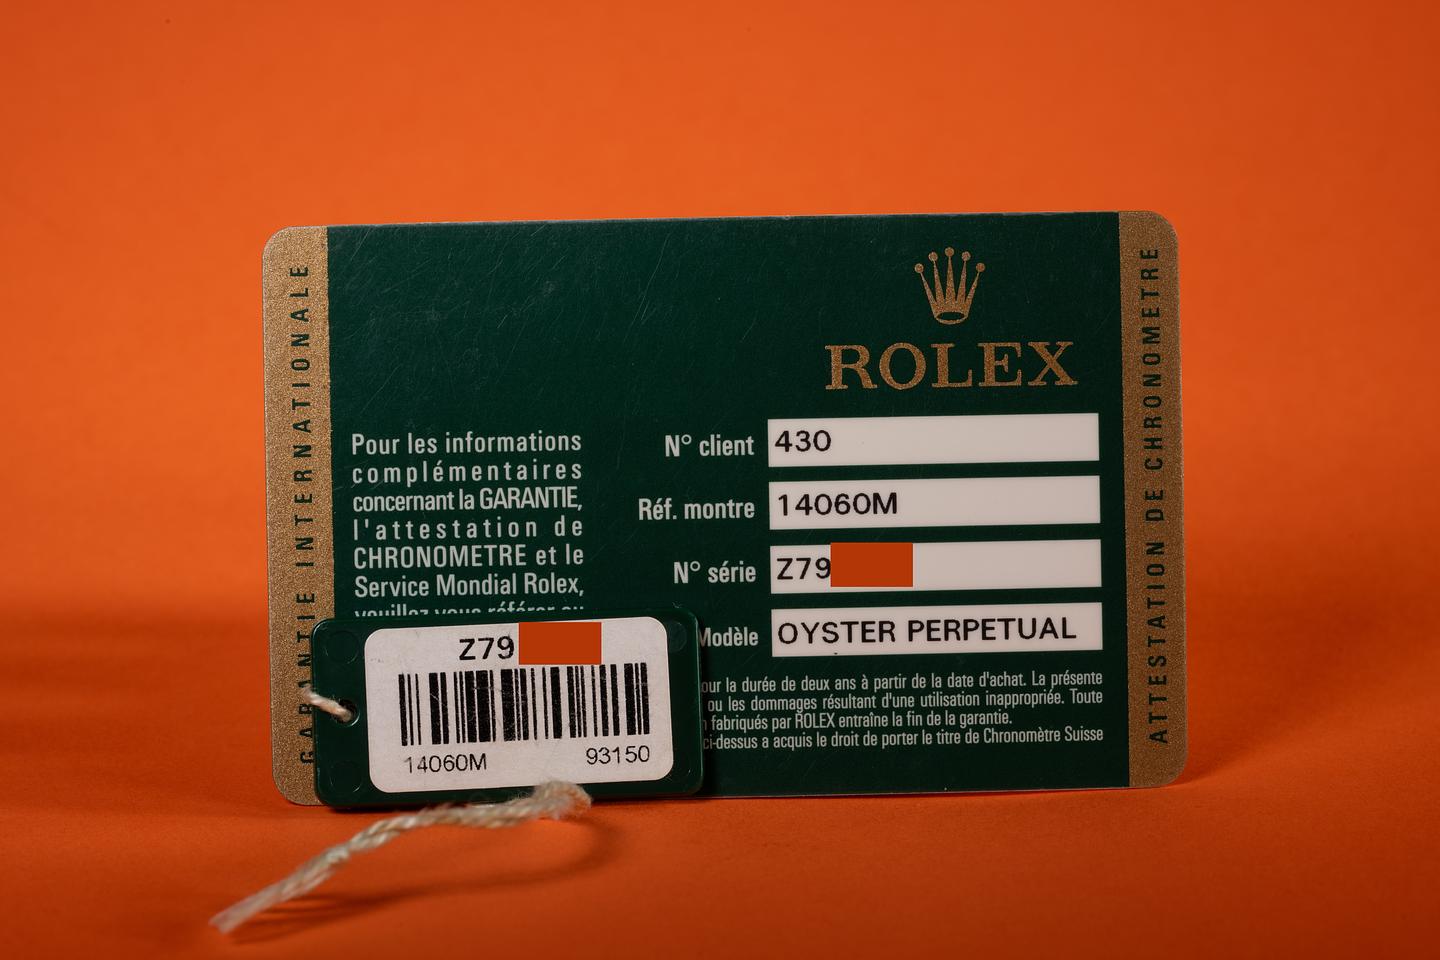 GARANTIE INTERNATIONALE
ROLEX
Pour les informations
complémentaires
concernant la GARANTIE,
l'attestation de
CHRONOMETRE et le
Service Mondial Rolex,
N° client 430
Réf. montre 14060M
N° série Z79
Modèle OYSTER PERPETUAL
la durée de deux ans à partir de la date d'achat. La présente
ou les dommages résultant d'une utilisation inappropriée. Toute
fabriqués par ROLEX entraîne la fin de la garantie.
ci-dessus a acquis le droit de porter le titre de Chronomètre Suisse
ATTESTATION DE CHRONOMETRE
Z79
14060M 93150